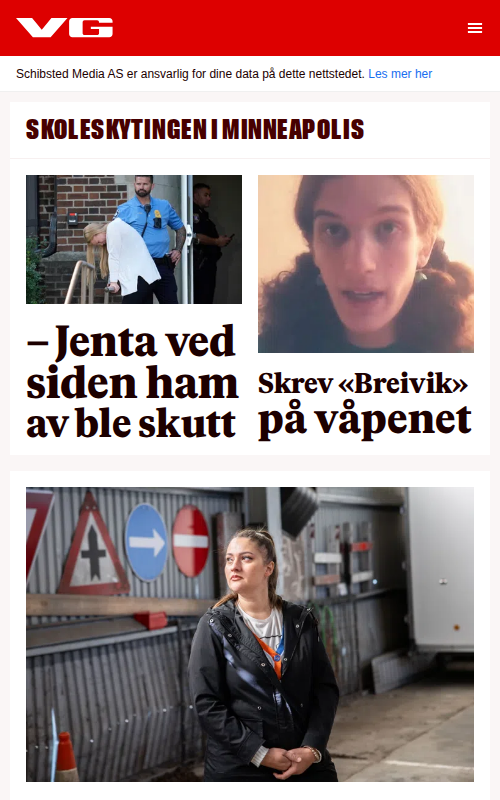 VG
Schibsted Media AS er ansvarlig for dine data på dette nettstedet. Les mer her
SKOLESKYTINGEN I MINNEAPOLIS
– Jenta ved
siden ham
av ble skutt
Skrev «Breivik»
på våpenet